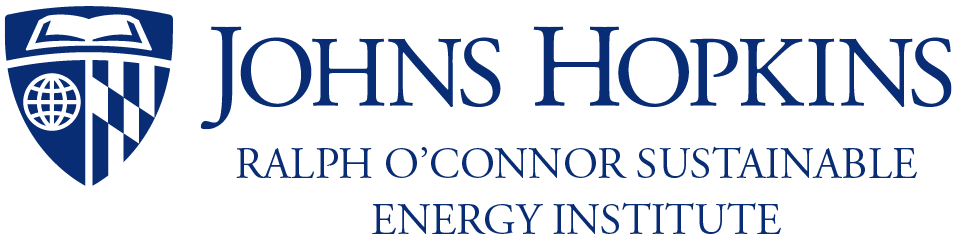 JOHNS HOPKINS
RALPH O’CONNOR SUSTAINABLE
ENERGY INSTITUTE